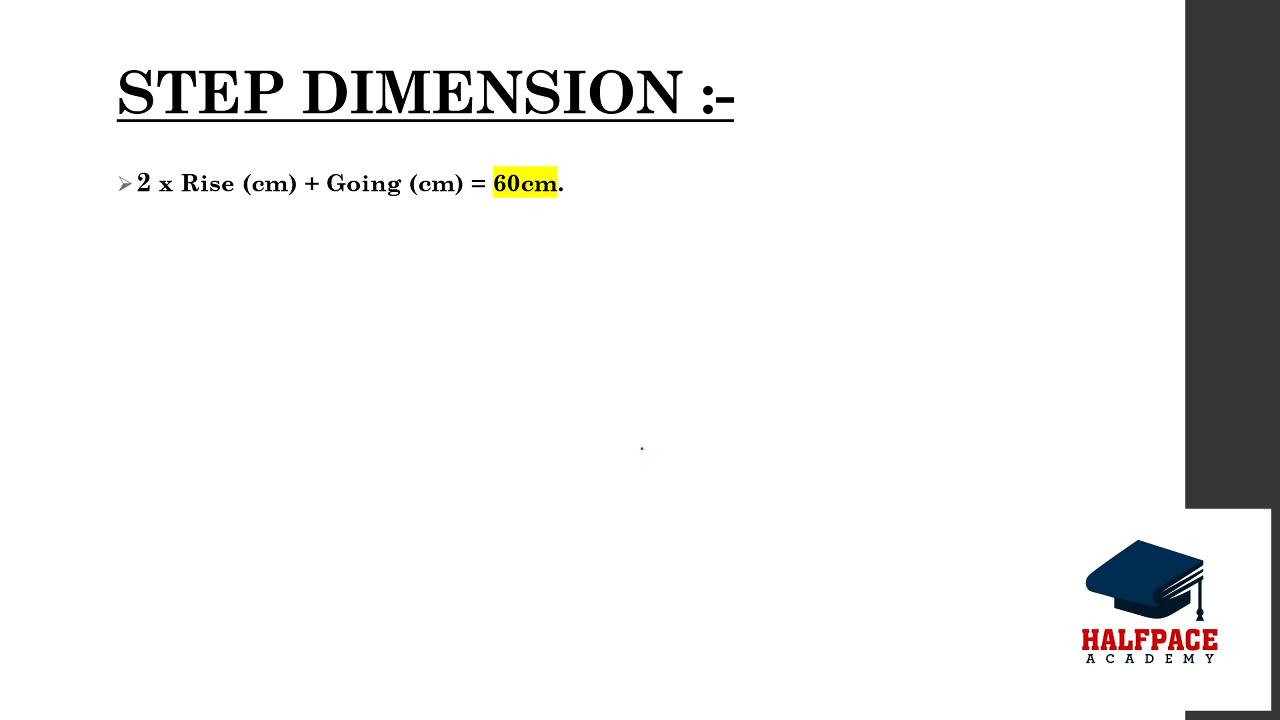 STEP DIMENSION :-
➢2 x Rise (cm) + Going (cm) = 60cm.
HALFPACE
ACADEMY